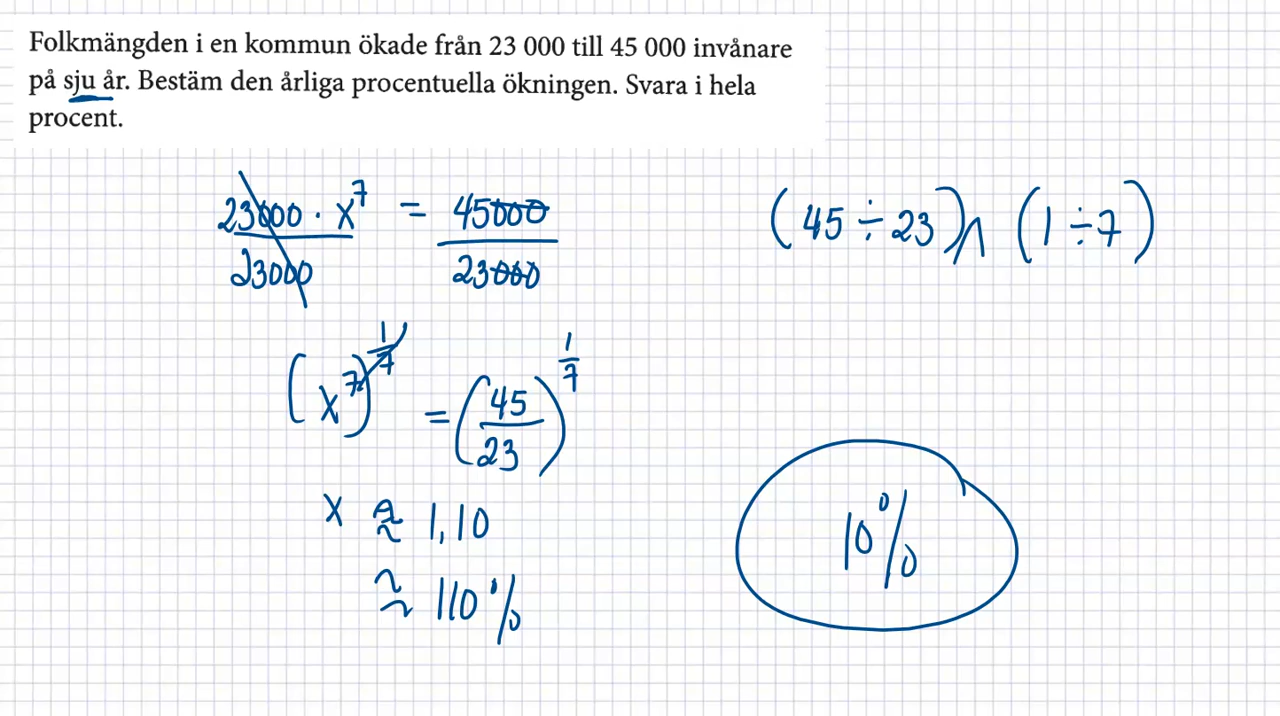 Folkmängden i en kommun ökade från 23 000 till 45 000 invånare
på sju år. Bestäm den årliga procentuella ökningen. Svara i hela
procent.
23000 · x^7 / 23000 = 45000 / 23000
(45 ÷ 23) ^ (1 ÷ 7)
(x^7)^(1/7) = (45/23)^(1/7)
x ≈ 1,10
≈ 110 %
10 %